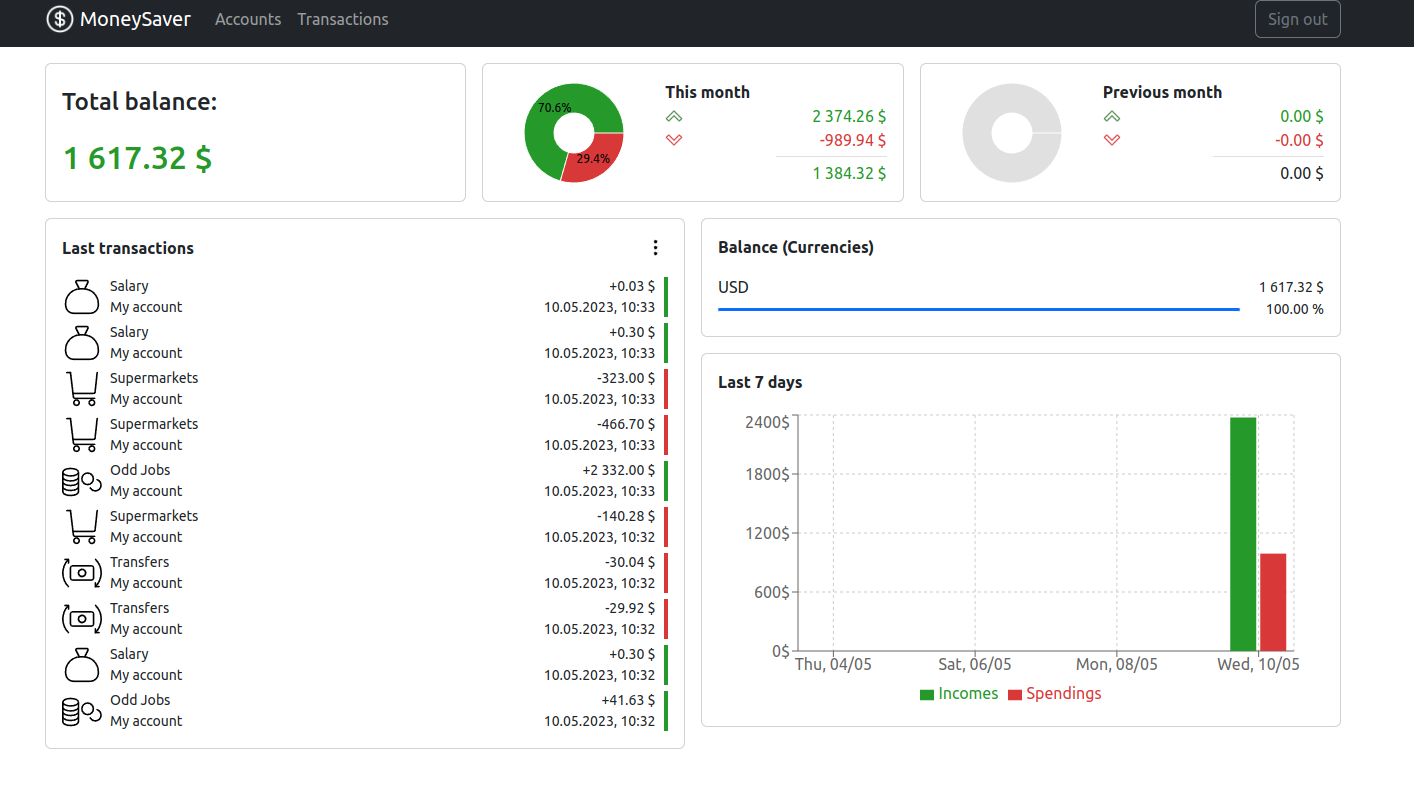 MoneySaver Accounts Transactions Sign out
Total balance:
1 617.32 $
70.6%
29.4%
This month
2 374.26 $
-989.94 $
1 384.32 $
Previous month
0.00 $
-0.00 $
0.00 $
Last transactions
Salary +0.03 $
My account 10.05.2023, 10:33
Salary +0.30 $
My account 10.05.2023, 10:33
Supermarkets -323.00 $
My account 10.05.2023, 10:33
Supermarkets -466.70 $
My account 10.05.2023, 10:33
Odd Jobs +2 332.00 $
My account 10.05.2023, 10:33
Supermarkets -140.28 $
My account 10.05.2023, 10:32
Transfers -30.04 $
My account 10.05.2023, 10:32
Transfers -29.92 $
My account 10.05.2023, 10:32
Salary +0.30 $
My account 10.05.2023, 10:32
Odd Jobs +41.63 $
My account 10.05.2023, 10:32
Balance (Currencies)
USD 1 617.32 $
100.00 %
Last 7 days
2400$
1800$
1200$
600$
0$
Thu, 04/05 Sat, 06/05 Mon, 08/05 Wed, 10/05
Incomes Spendings